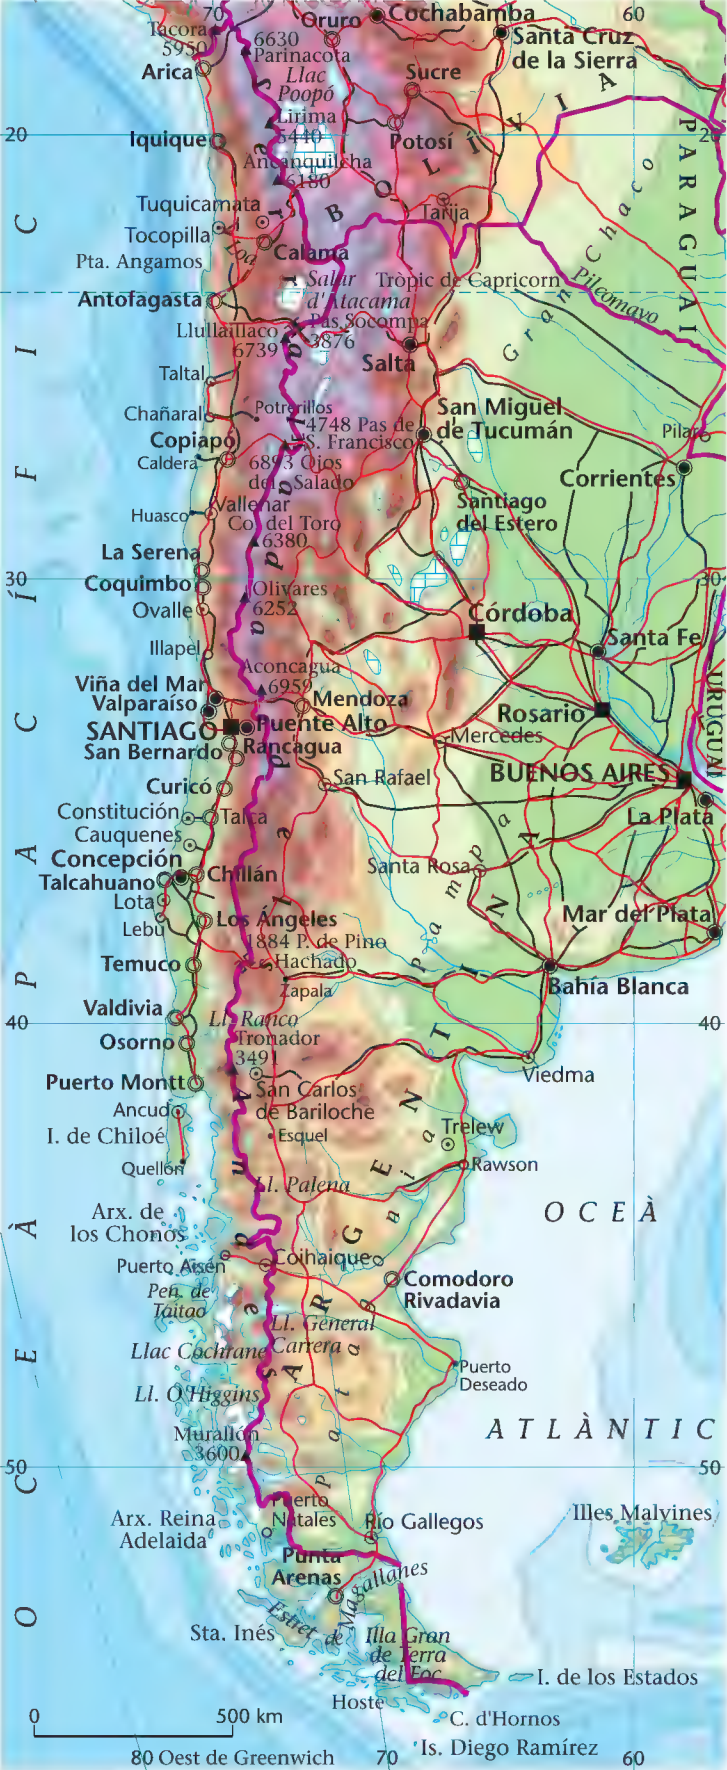 70
60
Tacora
5950
6630
Parinacota
Oruro
Cochabamba
Santa Cruz
de la Sierra
Arica
Llac
Poopó
Sucre
Lirima
5440
20
20
Iquique
Potosí
BOLÍVIA
PARAGUAI
Ancanquilcha
6180
Tuquicamata
Tarija
Tocopilla
Loa
Calama
Pta. Angamos
Gran Chaco
Pilcomayo
Salar
d'Atacama
Tròpic de Capricorn
Antofagasta
Llullaillaco
6739
Pas Socompa
3876
Salta
Taltal
Chañaral
Potrerillos
San Miguel
de Tucumán
4748 Pas de
S. Francisco
Pilar
Copiapó
Caldera
6893 Ojos
del Salado
Corrientes
Vallenar
Huasco
Co. del Toro
6380
Santiago
del Estero
La Serena
Coquimbo
30
30
Ovalle
Olivares
6252
Córdoba
Santa Fe
Illapel
Aconcagua
6959
URUGUAI
Viña del Mar
Valparaíso
Mendoza
Rosario
SANTIAGO
Puente Alto
San Bernardo
Rancagua
Mercedes
BUENOS AIRES
Curicó
San Rafael
La Plata
Constitución
Talca
Cauquenes
Concepción
Talcahuano
Chillán
Santa Rosa
Pampa
Lota
Lebu
Los Ángeles
Mar del Plata
1884 P. de Pino
Hachado
Temuco
Zapala
Bahía Blanca
Valdivia
Ll. Ranco
40
40
Osorno
Tronador
3491
Puerto Montt
San Carlos
de Bariloche
Viedma
Ancud
I. de Chiloé
Esquel
Trelew
Quellón
Rawson
Ll. Palena
Arx. de
los Chonos
OCEÀ
Puerto Aisén
Coihaique
Comodoro
Rivadavia
Pen. de
Taitao
Ll. General
Carrera
Llac Cochrane
Puerto
Deseado
Ll. O'Higgins
ATLÀNTIC
Murallón
3600
50
50
Serralada dels Andes
ARGENTINA
Patagònia
OCEÀ PACÍFIC
Puerto
Natales
Arx. Reina
Adelaida
Río Gallegos
Illes Malvines
Punta
Arenas
Estret de Magallanes
Sta. Inés
Illa Gran
de Terra
del Foc
I. de los Estados
Hoste
C. d'Hornos
Is. Diego Ramírez
0
500 km
80 Oest de Greenwich
70
60